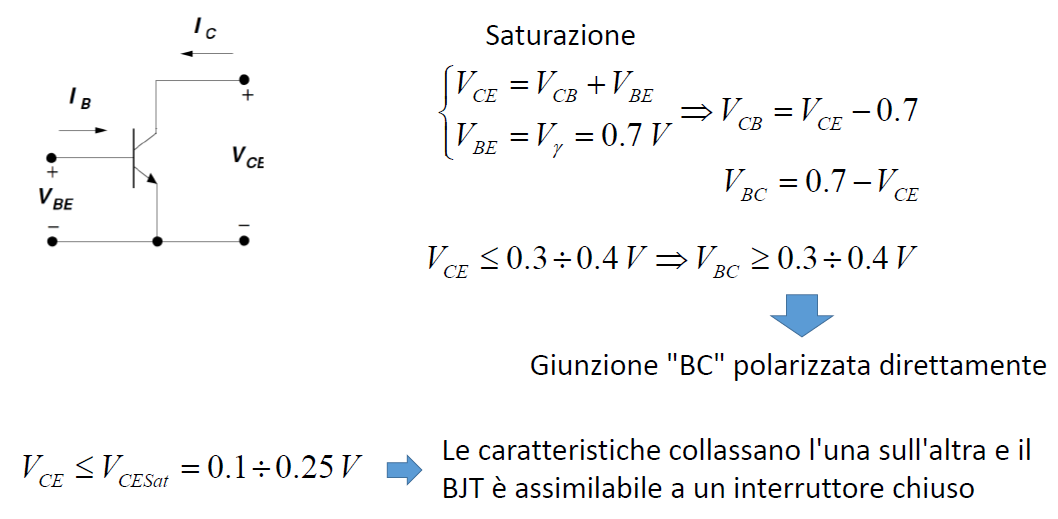 I_C
I_B
+
V_BE
−
+
V_CE
−
Saturazione
V_CE = V_CB + V_BE
V_BE = V_γ = 0.7 V
⇒ V_CB = V_CE − 0.7
V_BC = 0.7 − V_CE
V_CE ≤ 0.3 ÷ 0.4 V ⇒ V_BC ≥ 0.3 ÷ 0.4 V
Giunzione "BC" polarizzata direttamente
V_CE ≤ V_CESat = 0.1 ÷ 0.25 V
Le caratteristiche collassano l'una sull'altra e il
BJT è assimilabile a un interruttore chiuso